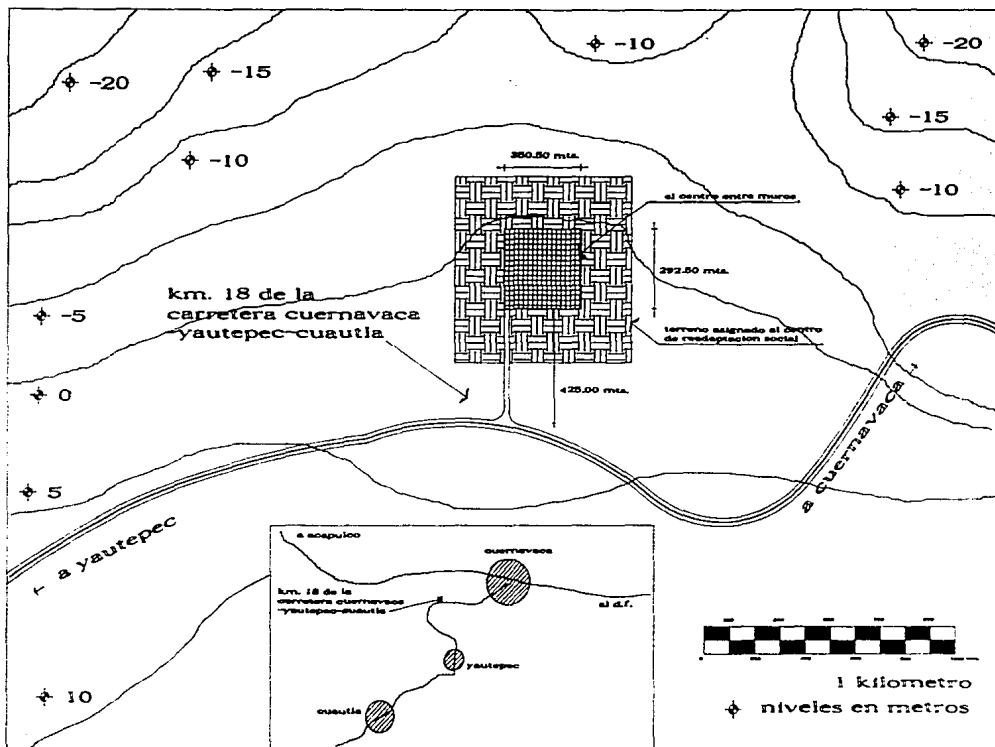 -20
-15
-10
-20
-15
-10
-10
350.50 mts.
el centro entre muros
292.50 mts.
km. 18 de la
carretera cuernavaca
-yautepec-cuautla
-5
terreno asignado al centro
de readaptacion social
0
425.00 mts.
a cuernavaca →
5
← a yautepec
a acapulco
cuernavaca
km. 18 de la
carretera cuernavaca
-yautepec-cuautla
al d.f.
yautepec
cuautla
10
1 kilometro
niveles en metros